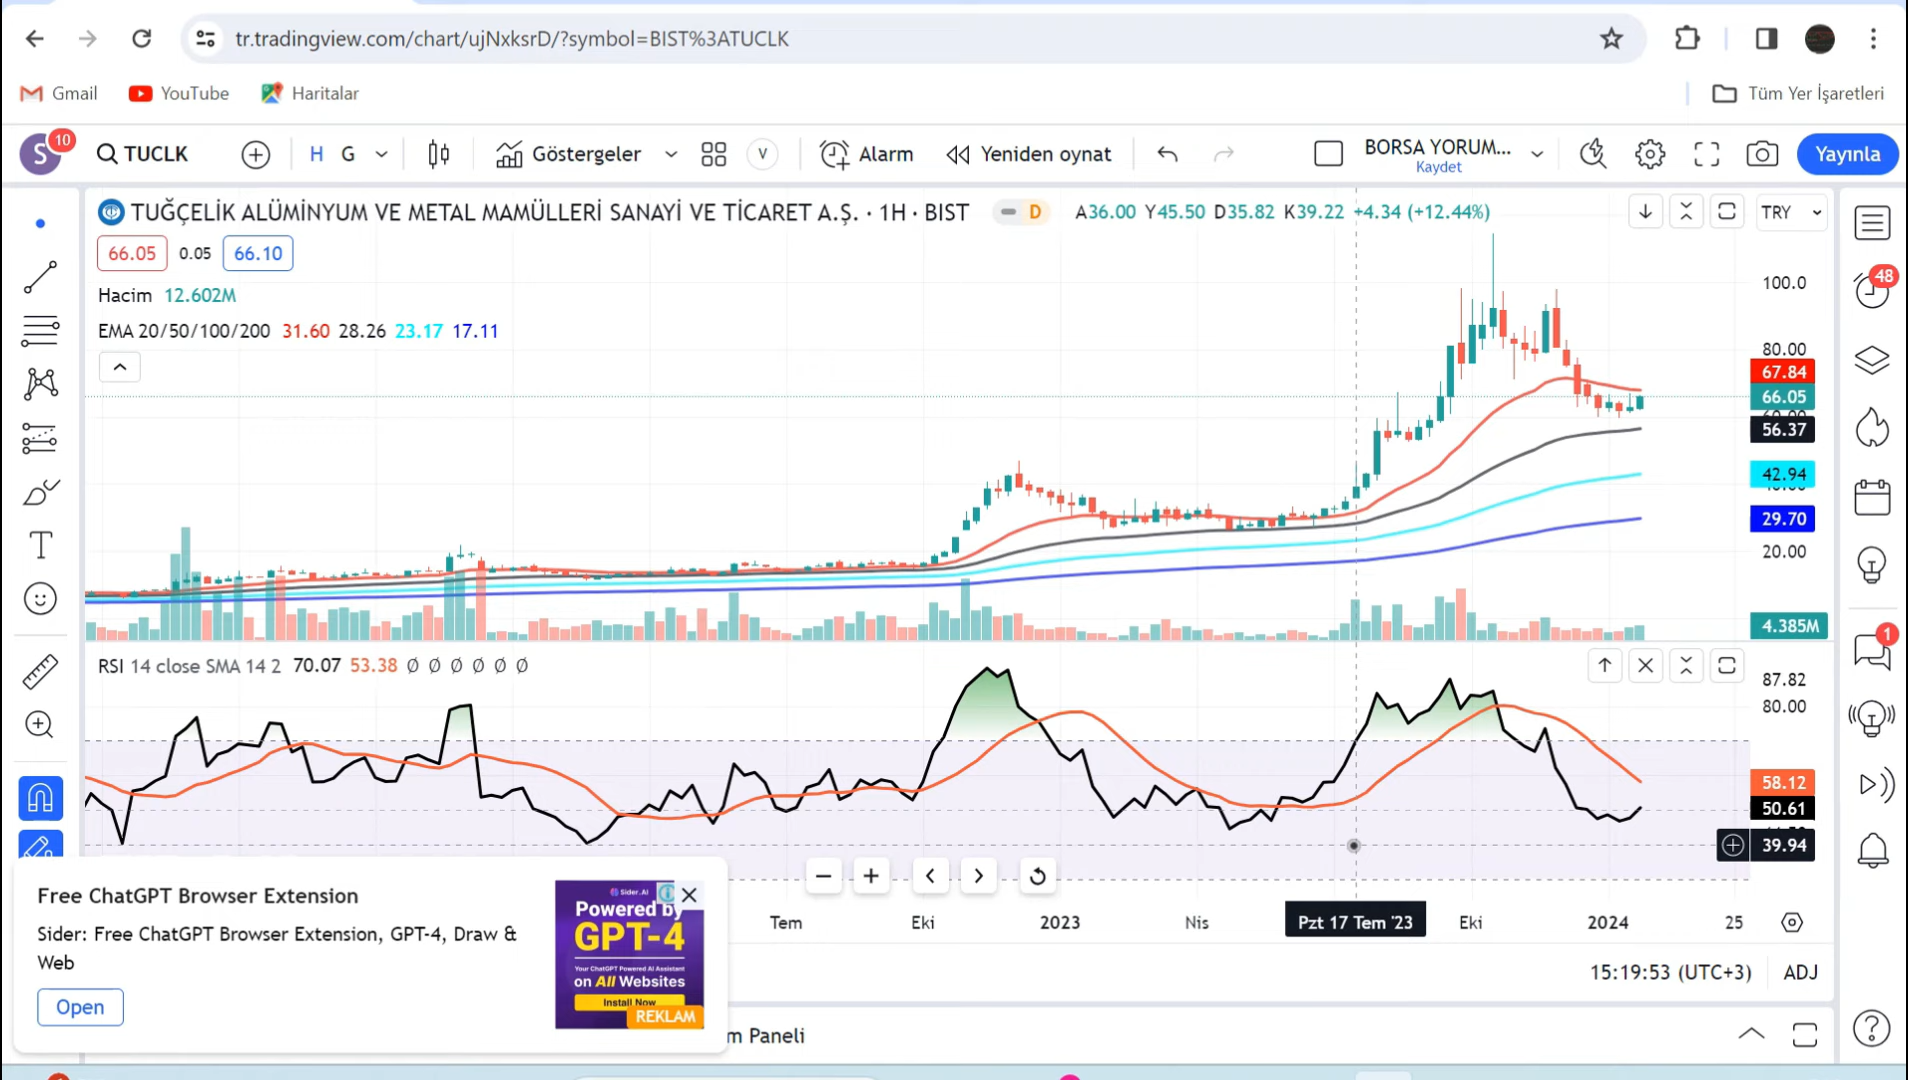 tr.tradingview.com/chart/ujNxksrD/?symbol=BIST%3ATUCLK
Gmail YouTube Haritalar Tüm Yer İşaretleri
S 10 TUCLK H G Göstergeler V Alarm Yeniden oynat BORSA YORUM... Kaydet Yayınla
TUĞÇELİK ALÜMİNYUM VE METAL MAMÜLLERİ SANAYİ VE TİCARET A.Ş. · 1H · BIST D A36.00 Y45.50 D35.82 K39.22 +4.34 (+12.44%) TRY
66.05 0.05 66.10
Hacim 12.602M
EMA 20/50/100/200 31.60 28.26 23.17 17.11
100.0
80.00
67.84
66.05
56.37
42.94
29.70
20.00
4.385M
48
1
RSI 14 close SMA 14 2 70.07 53.38 Ø Ø Ø Ø Ø Ø
87.82
80.00
58.12
50.61
39.94
Tem Eki 2023 Nis Pzt 17 Tem '23 Eki 2024 25
15:19:53 (UTC+3) ADJ
Free ChatGPT Browser Extension
Sider: Free ChatGPT Browser Extension, GPT-4, Draw &
Web
Open
Sider.AI
Powered by
GPT-4
Your ChatGPT Powered AI Assistant
on All Websites
Install Now
REKLAM
m Paneli